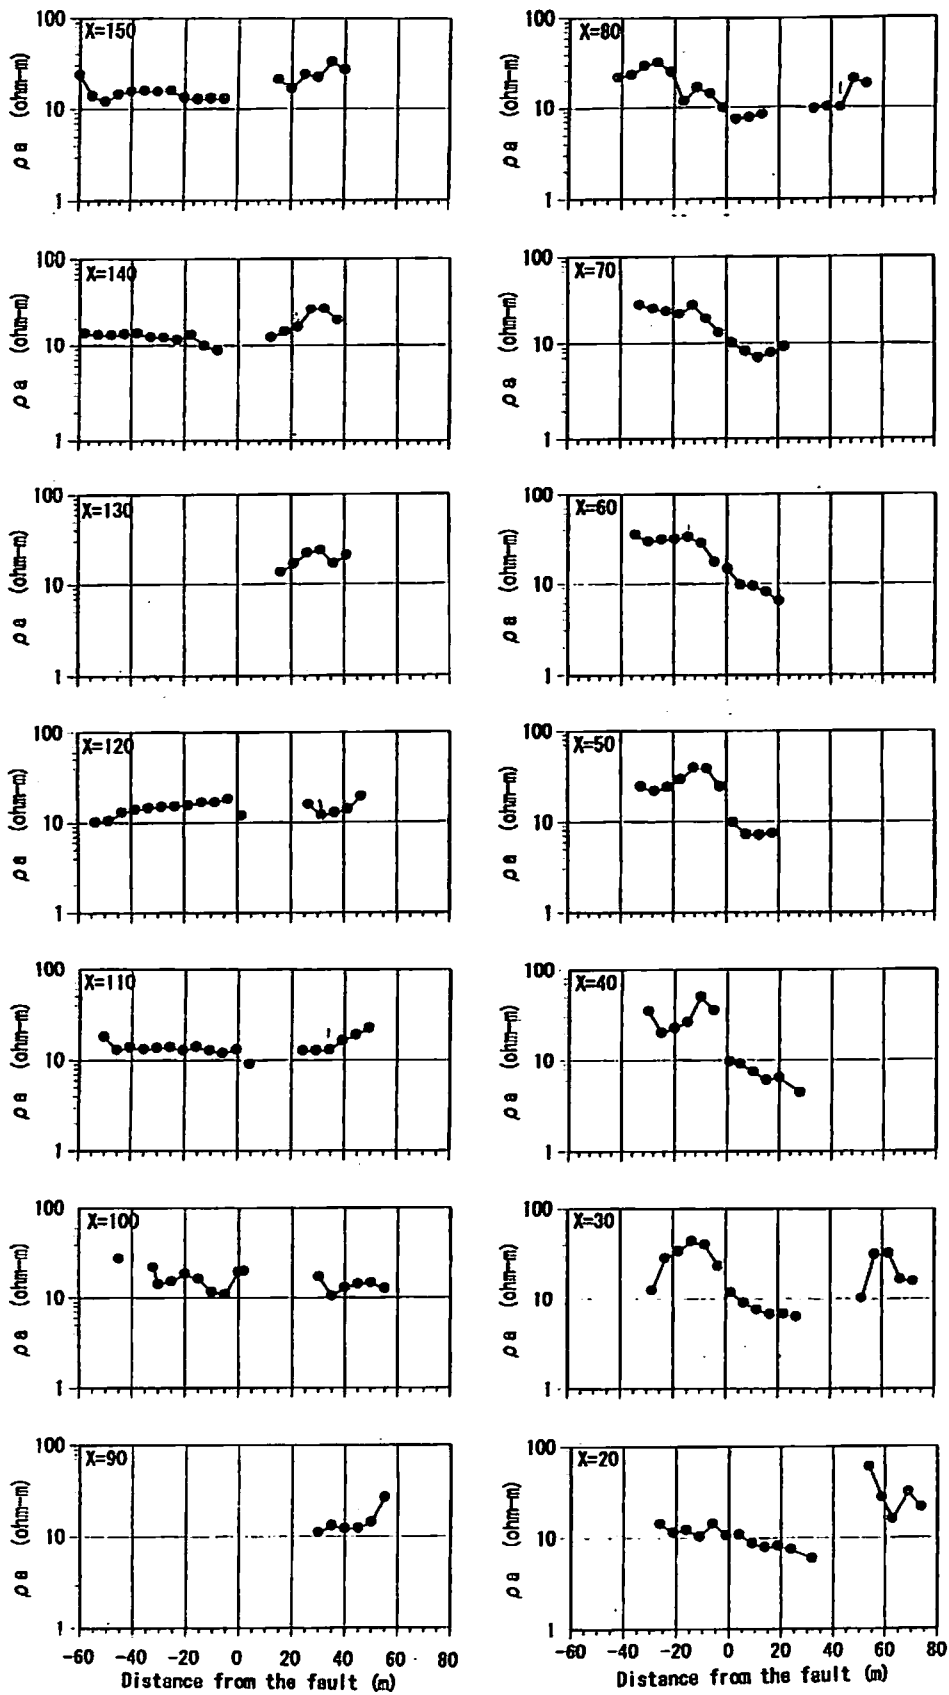 100
X=150
ρa (ohm-m)
10
1
100
X=140
ρa (ohm-m)
10
1
100
X=130
ρa (ohm-m)
10
1
100
X=120
ρa (ohm-m)
10
1
100
X=110
ρa (ohm-m)
10
1
100
X=100
ρa (ohm-m)
10
1
100
X=90
ρa (ohm-m)
10
1
-60 -40 -20 0 20 40 60 80
Distance from the fault (m)
100
X=80
ρa (ohm-m)
10
1
100
X=70
ρa (ohm-m)
10
1
100
X=60
ρa (ohm-m)
10
1
100
X=50
ρa (ohm-m)
10
1
100
X=40
ρa (ohm-m)
10
1
100
X=30
ρa (ohm-m)
10
1
100
X=20
ρa (ohm-m)
10
1
-60 -40 -20 0 20 40 60 80
Distance from the fault (m)